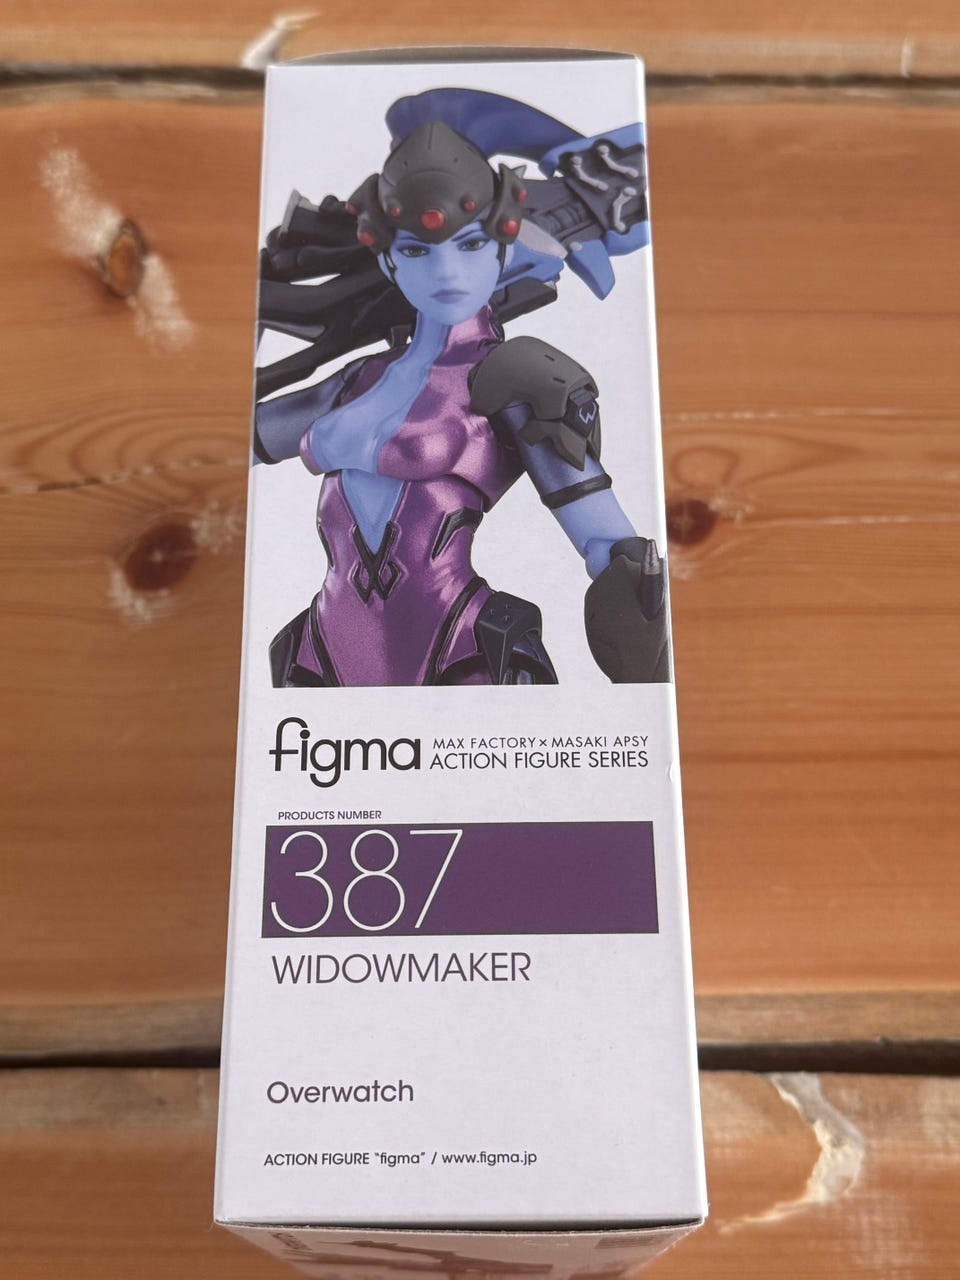 figma MAX FACTORY × MASAKI APSY
ACTION FIGURE SERIES
PRODUCTS NUMBER
387
WIDOWMAKER
Overwatch
ACTION FIGURE "figma" / www.figma.jp